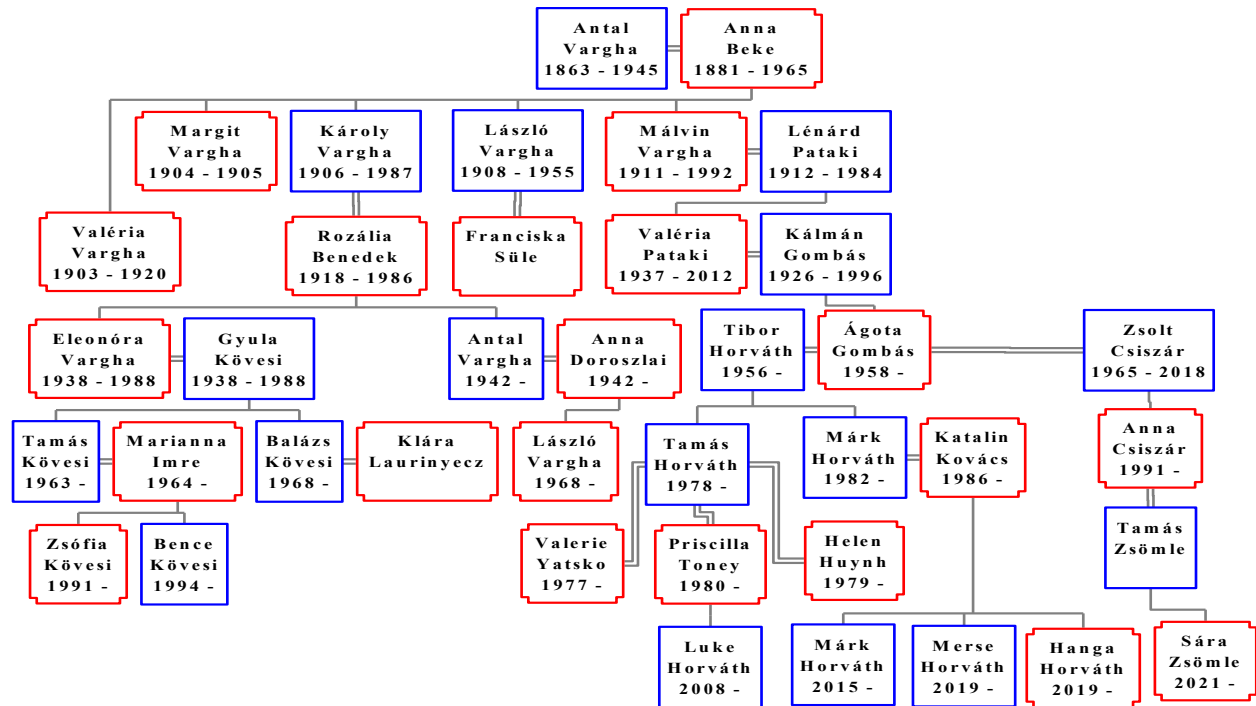 Antal
Vargha
1863 - 1945
Anna
Beke
1881 - 1965
Margit
Vargha
1904 - 1905
Károly
Vargha
1906 - 1987
László
Vargha
1908 - 1955
Málvin
Vargha
1911 - 1992
Lénárd
Pataki
1912 - 1984
Valéria
Vargha
1903 - 1920
Rozália
Benedek
1918 - 1986
Franciska
Süle
Valéria
Pataki
1937 - 2012
Kálmán
Gombás
1926 - 1996
Eleonóra
Vargha
1938 - 1988
Gyula
Kövesi
1938 - 1988
Antal
Vargha
1942 -
Anna
Doroszlai
1942 -
Tibor
Horváth
1956 -
Ágota
Gombás
1958 -
Zsolt
Csiszár
1965 - 2018
Tamás
Kövesi
1963 -
Marianna
Imre
1964 -
Balázs
Kövesi
1968 -
Klára
Laurinyecz
László
Vargha
1968 -
Tamás
Horváth
1978 -
Márk
Horváth
1982 -
Katalin
Kovács
1986 -
Anna
Csiszár
1991 -
Zsófia
Kövesi
1991 -
Bence
Kövesi
1994 -
Valerie
Yatsko
1977 -
Priscilla
Toney
1980 -
Helen
Huynh
1979 -
Tamás
Zsömle
Luke
Horváth
2008 -
Márk
Horváth
2015 -
Merse
Horváth
2019 -
Hanga
Horváth
2019 -
Sára
Zsömle
2021 -